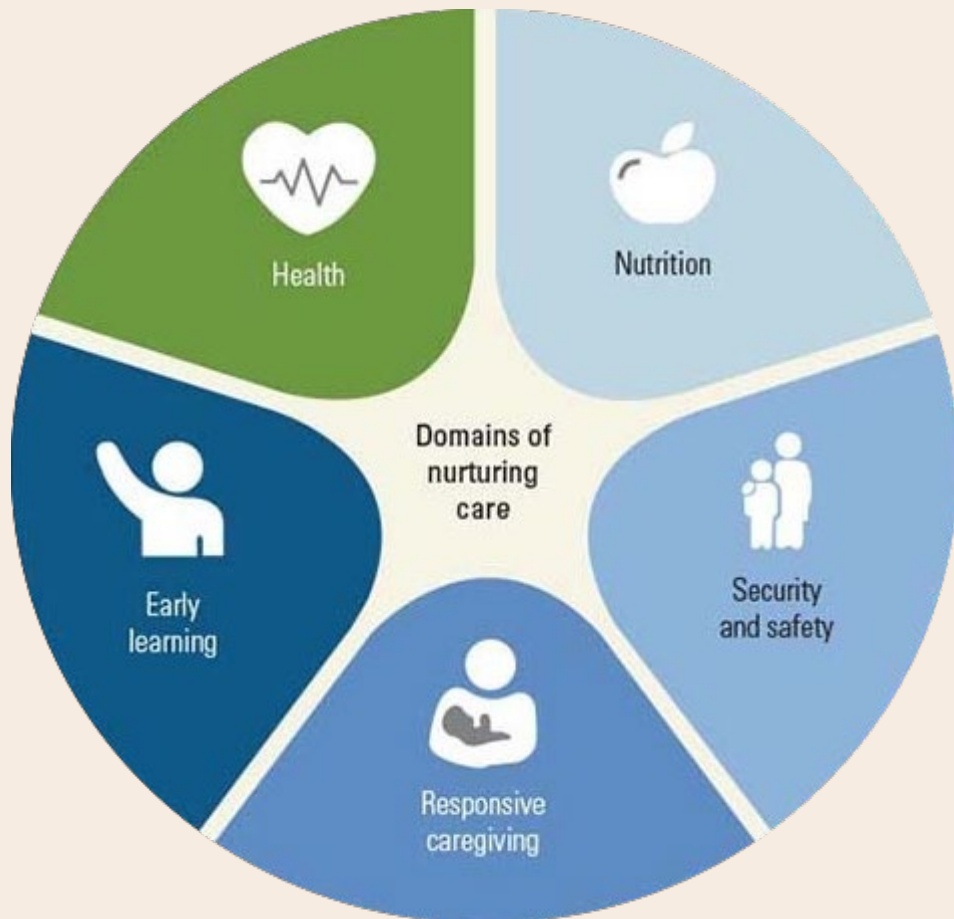 Health
Nutrition
Domains of
nurturing
care
Early
learning
Security
and safety
Responsive
caregiving